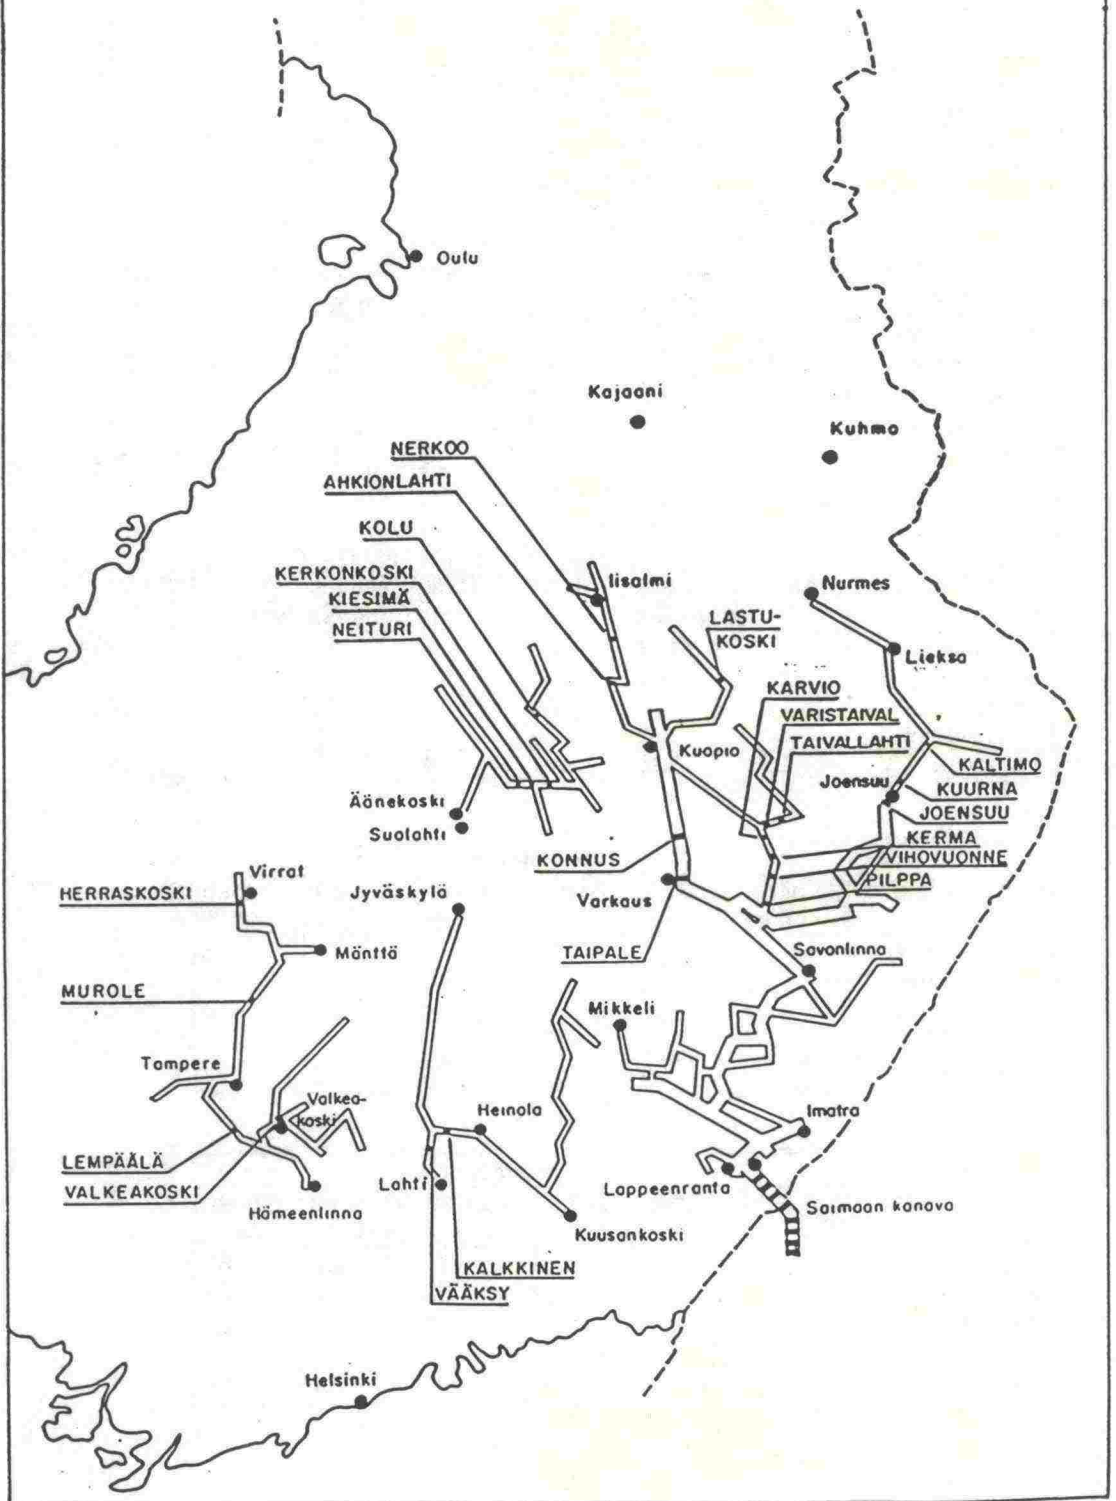 Oulu
Kajaani
Kuhmo
NERKOO
AHKIONLAHTI
KOLU
KERKONKOSKI
KIESIMÄ
NEITURI
Iisalmi
Nurmes
LASTU-
KOSKI
Lieksa
KARVIO
VARISTAIVAL
TAIVALLAHTI
Kuopio
KALTIMO
Joensuu
KUURNA
JOENSUU
Äänekoski
Suolahti
KERMA
VIHOVUONNE
PILPPA
KONNUS
Virrat
HERRASKOSKI
Jyväskylä
Varkaus
Mänttä
TAIPALE
Savonlinna
MUROLE
Mikkeli
Tampere
Valkea-
koski
Heinola
Imatra
LEMPÄÄLÄ
VALKEAKOSKI
Lahti
Lappeenranta
Hämeenlinna
Saimaan kanava
Kuusankoski
KALKKINEN
VÄÄKSY
Helsinki